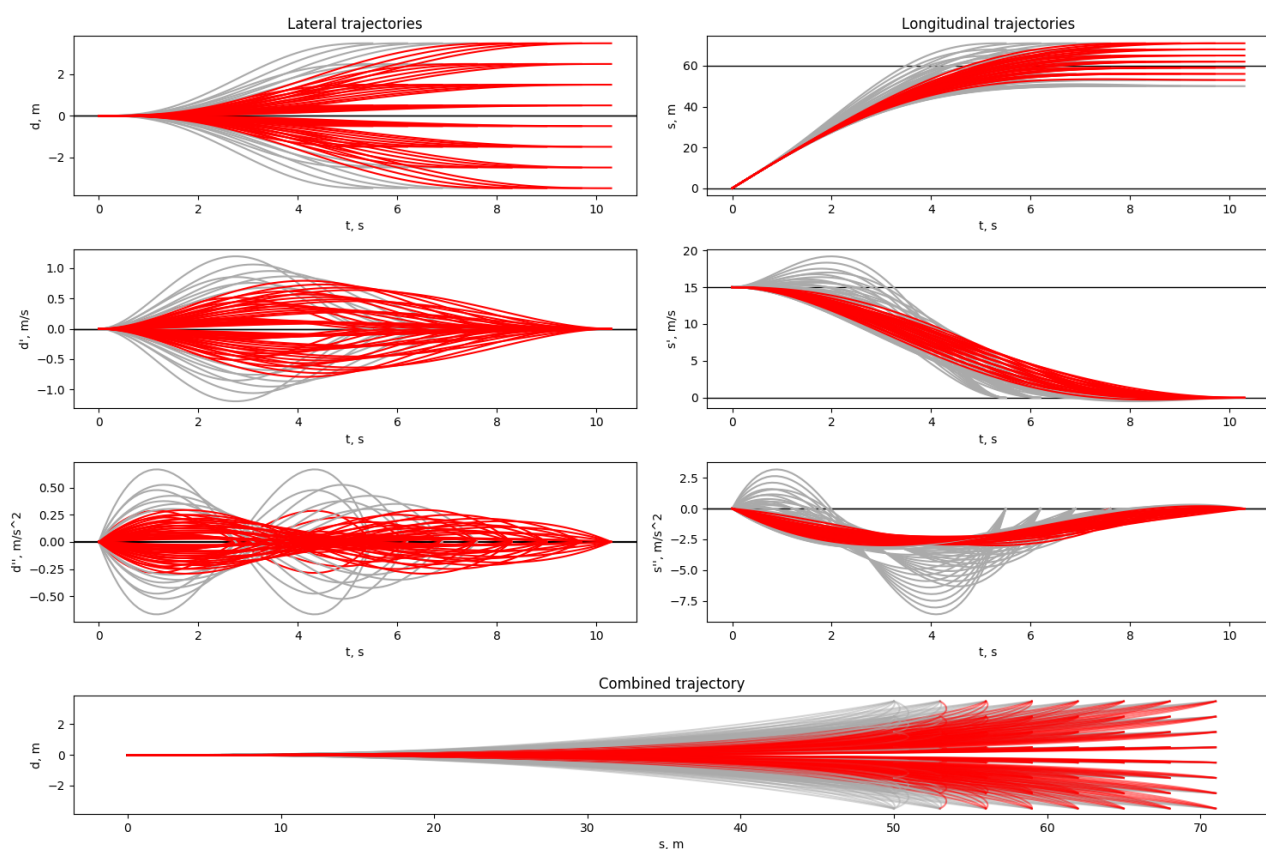 Lateral trajectories
d, m
2
0
−2
0 2 4 6 8 10
t, s
Longitudinal trajectories
s, m
60
40
20
0
0 2 4 6 8 10
t, s
d', m/s
1.0
0.5
0.0
−0.5
−1.0
0 2 4 6 8 10
t, s
s', m/s
20
15
10
5
0
0 2 4 6 8 10
t, s
d'', m/s^2
0.50
0.25
0.00
−0.25
−0.50
0 2 4 6 8 10
t, s
s'', m/s^2
2.5
0.0
−2.5
−5.0
−7.5
0 2 4 6 8 10
t, s
Combined trajectory
d, m
2
0
−2
0 10 20 30 40 50 60 70
s, m